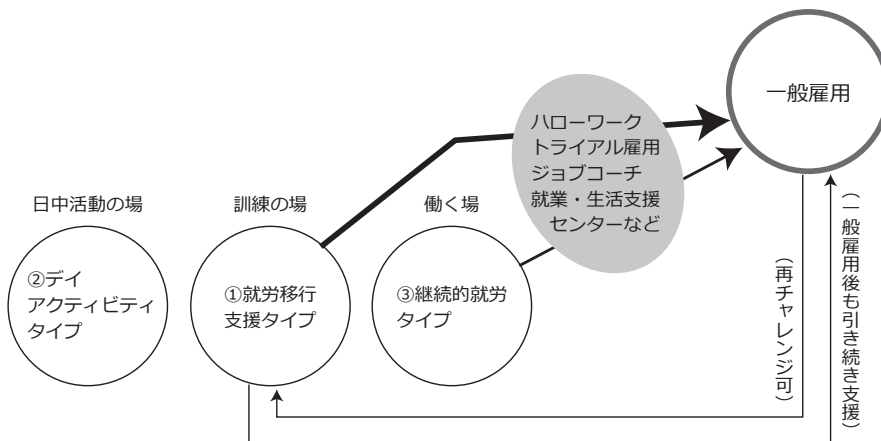 一般雇用
ハローワーク
トライアル雇用
ジョブコーチ
就業・生活支援
センターなど
日中活動の場
訓練の場
働く場
②デイ
アクティビティ
タイプ
①就労移行
支援タイプ
③継続的就労
タイプ
（再チャレンジ可）
（一般雇用後も引き続き支援）